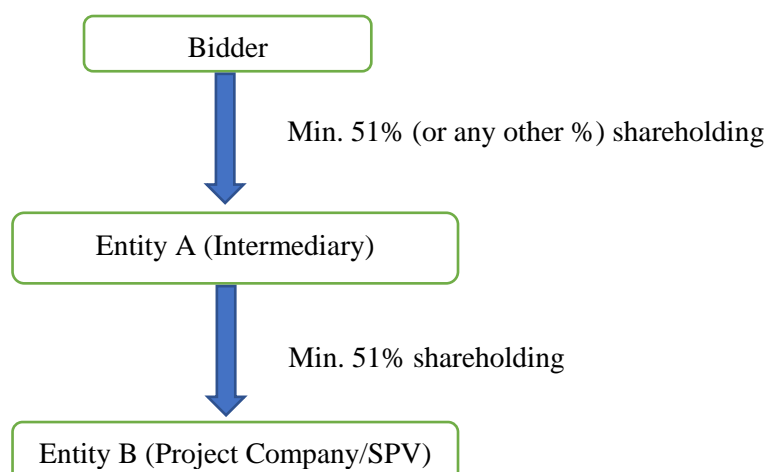 Bidder
Min. 51% (or any other %) shareholding
Entity A (Intermediary)
Min. 51% shareholding
Entity B (Project Company/SPV)